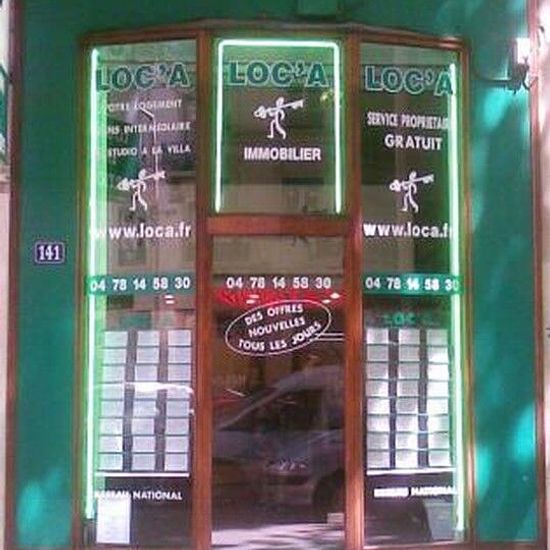 LOC'A
VOTRE LOGEMENT
SANS INTERMEDIAIRE
STUDIO A LA VILLA
www.loca.fr
04 78 14 58 30
RESEAU NATIONAL
LOC'A
IMMOBILIER
04 78 14 58 30
DES OFFRES
NOUVELLES
TOUS LES JOURS
LOC'A
SERVICE PROPRIETAIRE
GRATUIT
www.loca.fr
04 78 14 58 30
LOC'A
RESEAU NATIONAL
141